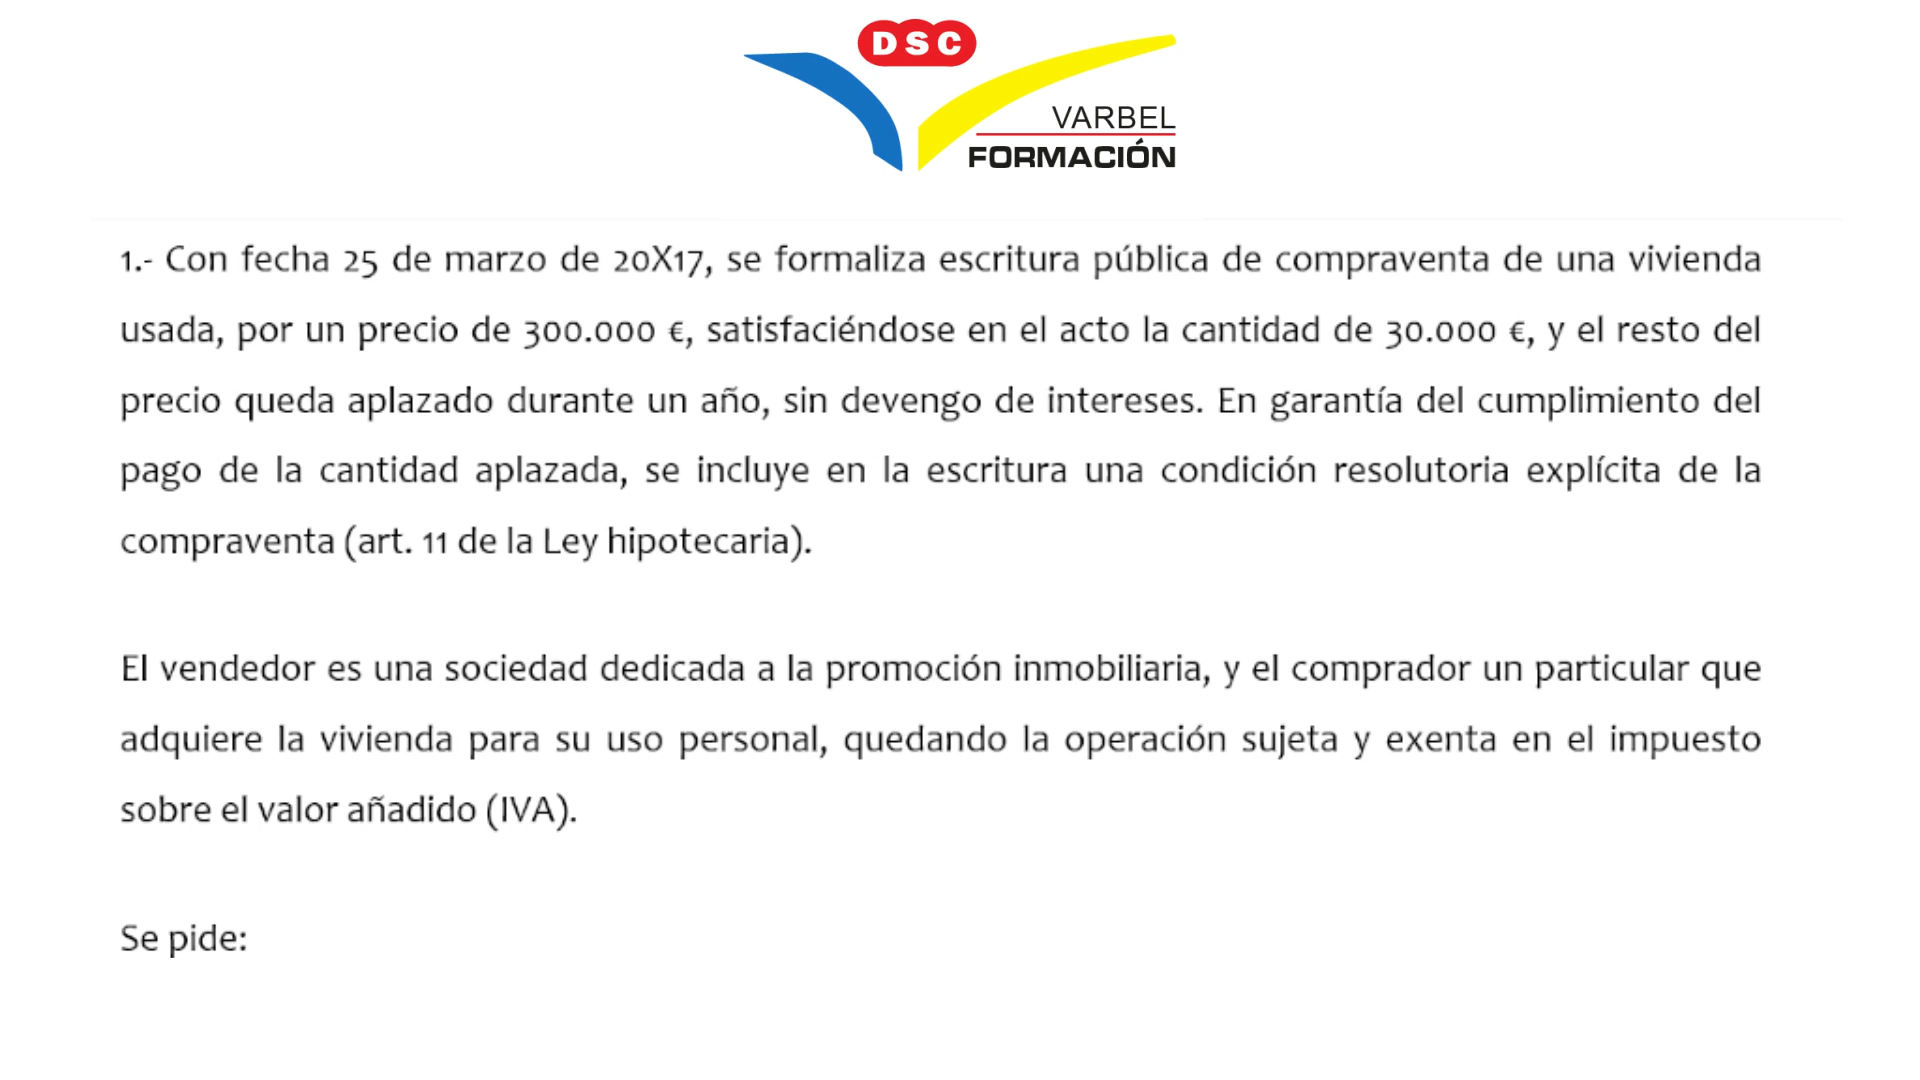 DSC
VARBEL
FORMACIÓN
1.- Con fecha 25 de marzo de 20X17, se formaliza escritura pública de compraventa de una vivienda
usada, por un precio de 300.000 €, satisfaciéndose en el acto la cantidad de 30.000 €, y el resto del
precio queda aplazado durante un año, sin devengo de intereses. En garantía del cumplimiento del
pago de la cantidad aplazada, se incluye en la escritura una condición resolutoria explícita de la
compraventa (art. 11 de la Ley hipotecaria).
El vendedor es una sociedad dedicada a la promoción inmobiliaria, y el comprador un particular que
adquiere la vivienda para su uso personal, quedando la operación sujeta y exenta en el impuesto
sobre el valor añadido (IVA).
Se pide: